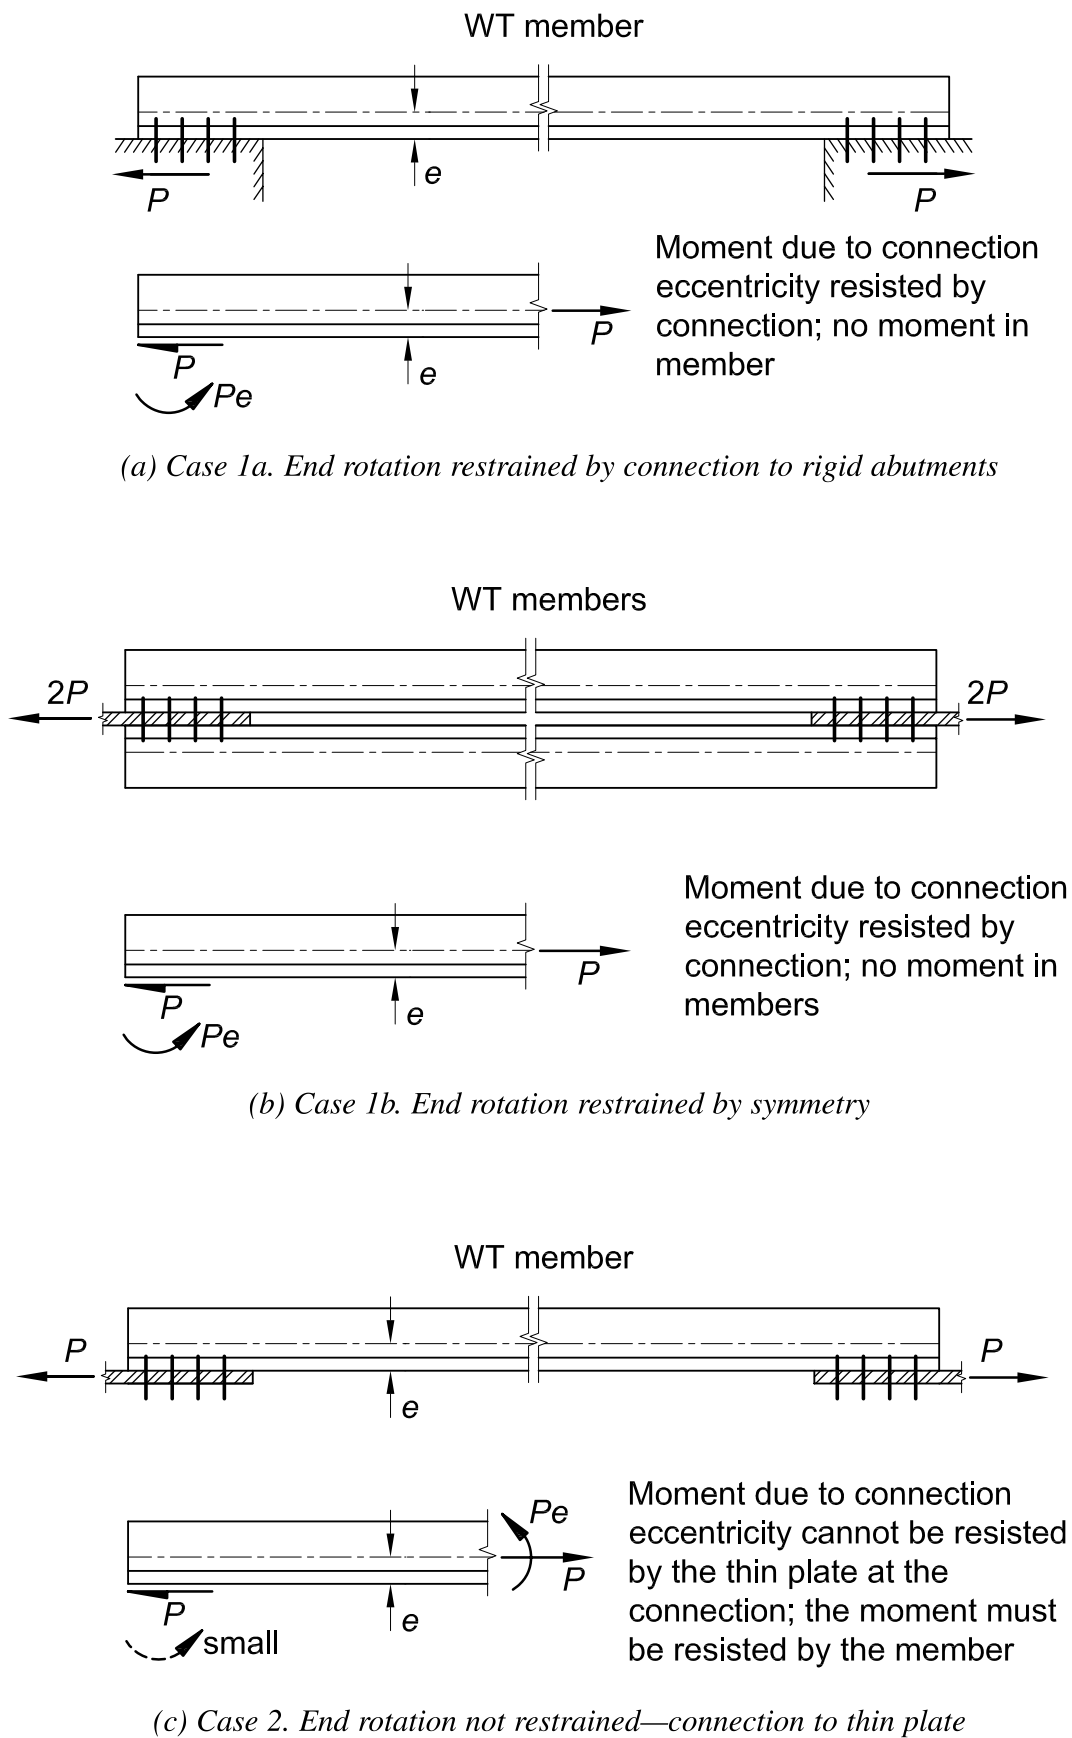 WT member
e
P
P
Moment due to connection
eccentricity resisted by
connection; no moment in
member
P
P
e
Pe
(a) Case 1a. End rotation restrained by connection to rigid abutments
WT members
2P
2P
Moment due to connection
eccentricity resisted by
connection; no moment in
members
P
P
e
Pe
(b) Case 1b. End rotation restrained by symmetry
WT member
P
P
e
Moment due to connection
eccentricity cannot be resisted
by the thin plate at the
connection; the moment must
be resisted by the member
Pe
P
P
e
small
(c) Case 2. End rotation not restrained—connection to thin plate